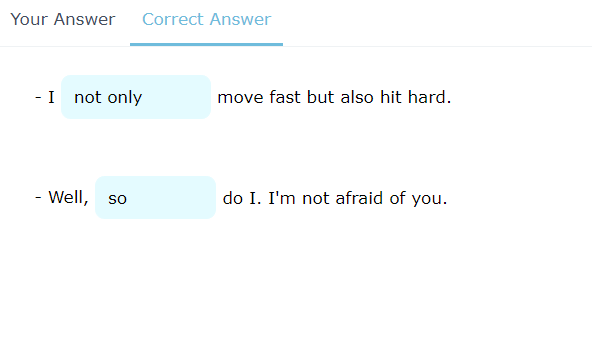 Your Answer Correct Answer
- I not only move fast but also hit hard.
- Well, so do I. I'm not afraid of you.